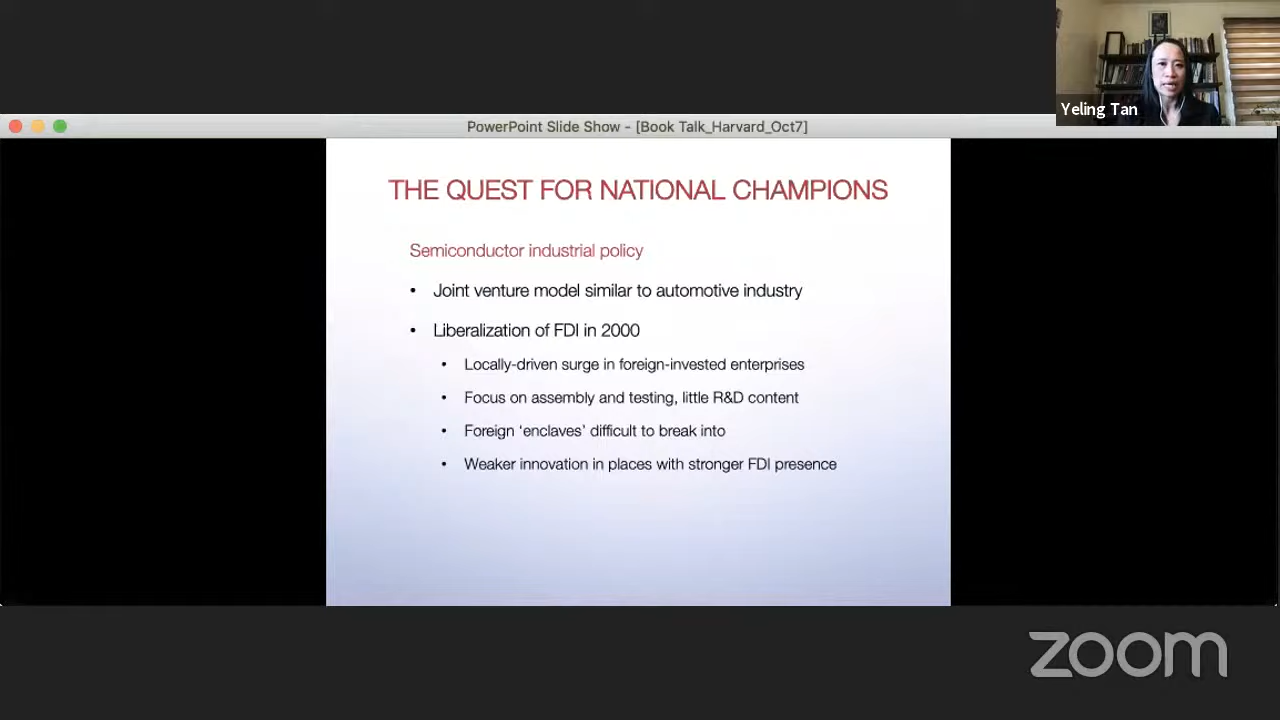 Yeling Tan
PowerPoint Slide Show - [Book Talk_Harvard_Oct7]
THE QUEST FOR NATIONAL CHAMPIONS
Semiconductor industrial policy
• Joint venture model similar to automotive industry
• Liberalization of FDI in 2000
• Locally-driven surge in foreign-invested enterprises
• Focus on assembly and testing, little R&D content
• Foreign ‘enclaves’ difficult to break into
• Weaker innovation in places with stronger FDI presence
zoom